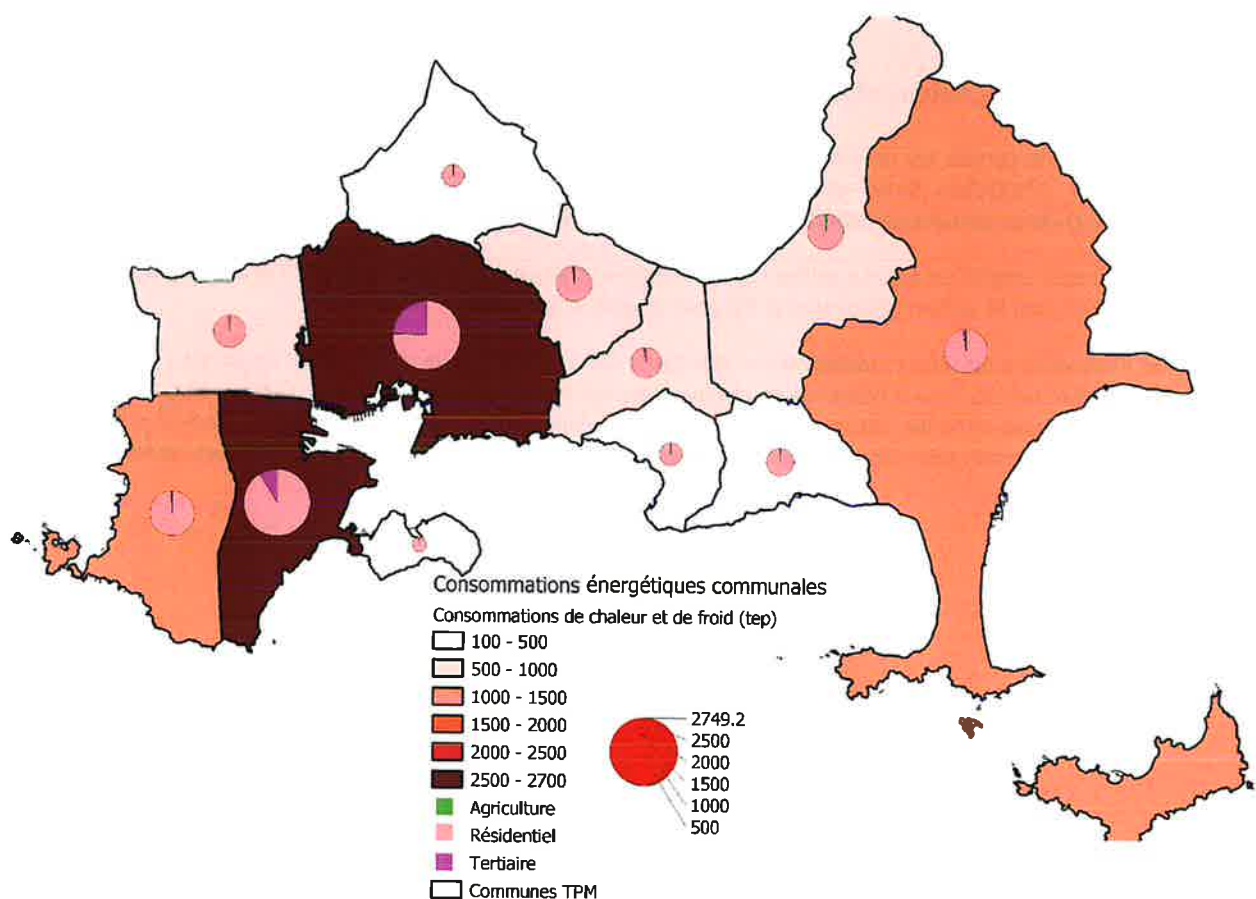 Consommations énergétiques communales
Consommations de chaleur et de froid (tep)
100 - 500
500 - 1000
1000 - 1500
1500 - 2000
2000 - 2500
2500 - 2700
Agriculture
Résidentiel
Tertiaire
Communes TPM
2749.2
2500
2000
1500
1000
500